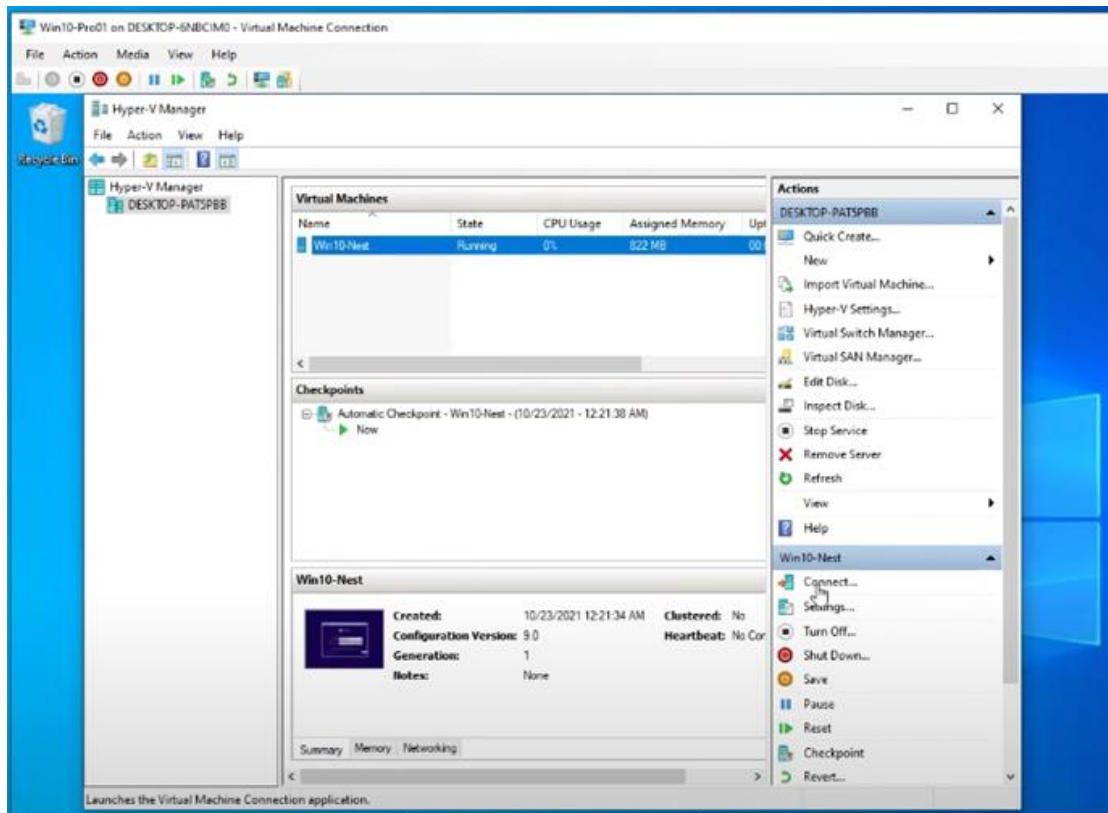 Win10-Pro01 on DESKTOP-6NBCIM0 - Virtual Machine Connection
File Action Media View Help
Hyper-V Manager
File Action View Help
Recycle Bin
Hyper-V Manager
DESKTOP-PATSPBB
Virtual Machines
Name State CPU Usage Assigned Memory
Win10-Nest Running 0% 822 MB
Checkpoints
Automatic Checkpoint - Win10-Nest - (10/23/2021 - 12:21:38 AM)
Now
Win10-Nest
Created: 10/23/2021 12:21:34 AM Clustered: No
Configuration Version: 9.0 Heartbeat: No Cor
Generation: 1
Notes: None
Summary Memory Networking
Actions
DESKTOP-PATSPBB
Quick Create...
New
Import Virtual Machine...
Hyper-V Settings...
Virtual Switch Manager...
Virtual SAN Manager...
Edit Disk...
Inspect Disk...
Stop Service
Remove Server
Refresh
View
Help
Win10-Nest
Connect...
Settings...
Turn Off...
Shut Down...
Save
Pause
Reset
Checkpoint
Revert...
Launches the Virtual Machine Connection application.